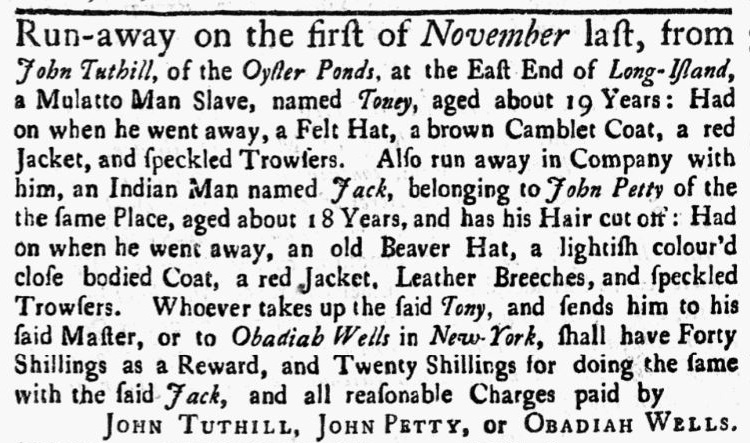 Run-away on the firſt of November laſt, from
John Tuthill, of the Oyſter Ponds, at the Eaſt End of Long-Iſland,
a Mulatto Man Slave, named Toney, aged about 19 Years: Had
on when he went away, a Felt Hat, a brown Camblet Coat, a red
Jacket, and ſpeckled Trowſers. Alſo run away in Company with
him, an Indian Man named Jack, belonging to John Petty of the
the ſame Place, aged about 18 Years, and has his Hair cut off: Had
on when he went away, an old Beaver Hat, a lightiſh colour'd
cloſe bodied Coat, a red Jacket, Leather Breeches, and ſpeckled
Trowſers. Whoever takes up the ſaid Tony, and ſends him to his
ſaid Maſter, or to Obadiah Wells in New-York, ſhall have Forty
Shillings as a Reward, and Twenty Shillings for doing the ſame
with the ſaid Jack, and all reaſonable Charges paid by
JOHN TUTHILL, JOHN PETTY, or OBADIAH WELLS.